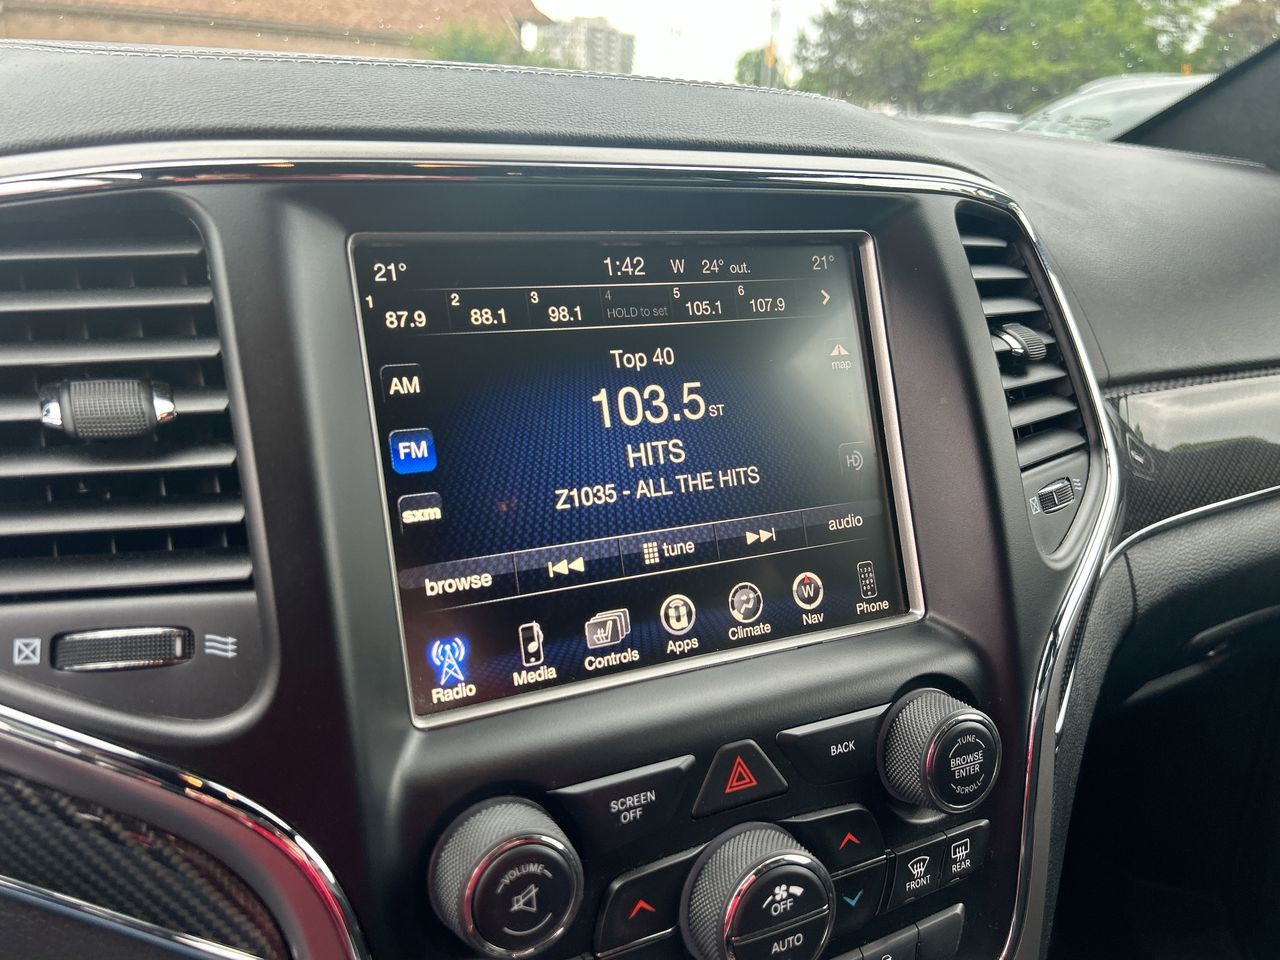 21° 1:42 W 24° out. 21°
1 87.9 2 88.1 3 98.1 4 HOLD to set 5 105.1 6 107.9
Top 40
map
AM
103.5 ST
FM
HITS
HD
Z1035 - ALL THE HITS
sxm
browse tune audio
Radio Media Controls Apps Climate W Nav Phone
BACK
TUNE
BROWSE
ENTER
SCROLL
SCREEN
OFF
VOLUME
OFF
AUTO
FRONT
REAR